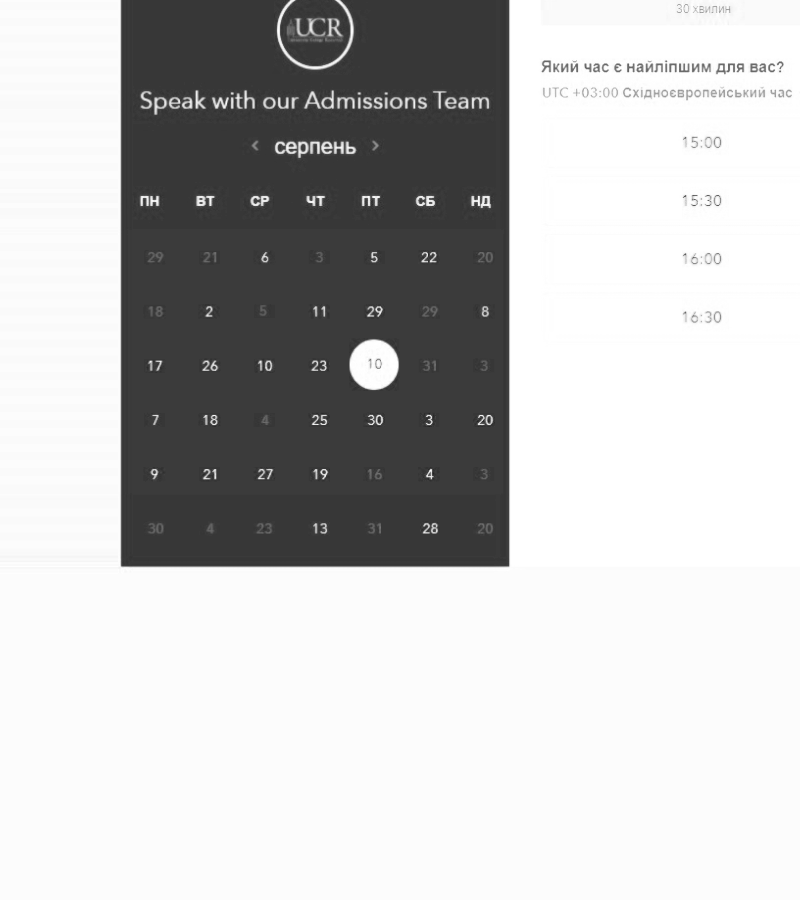 UCR
Speak with our Admissions Team
‹ серпень ›
ПН ВТ СР ЧТ ПТ СБ НД
29 21 6 3 5 22 20
18 2 5 11 29 29 8
17 26 10 23 10 31 3
7 18 4 25 30 3 20
9 21 27 19 16 4 3
30 4 23 13 31 28 20
30 хвилин
Який час є найліпшим для вас?
UTC +03:00 Східноєвропейський час
15:00
15:30
16:00
16:30